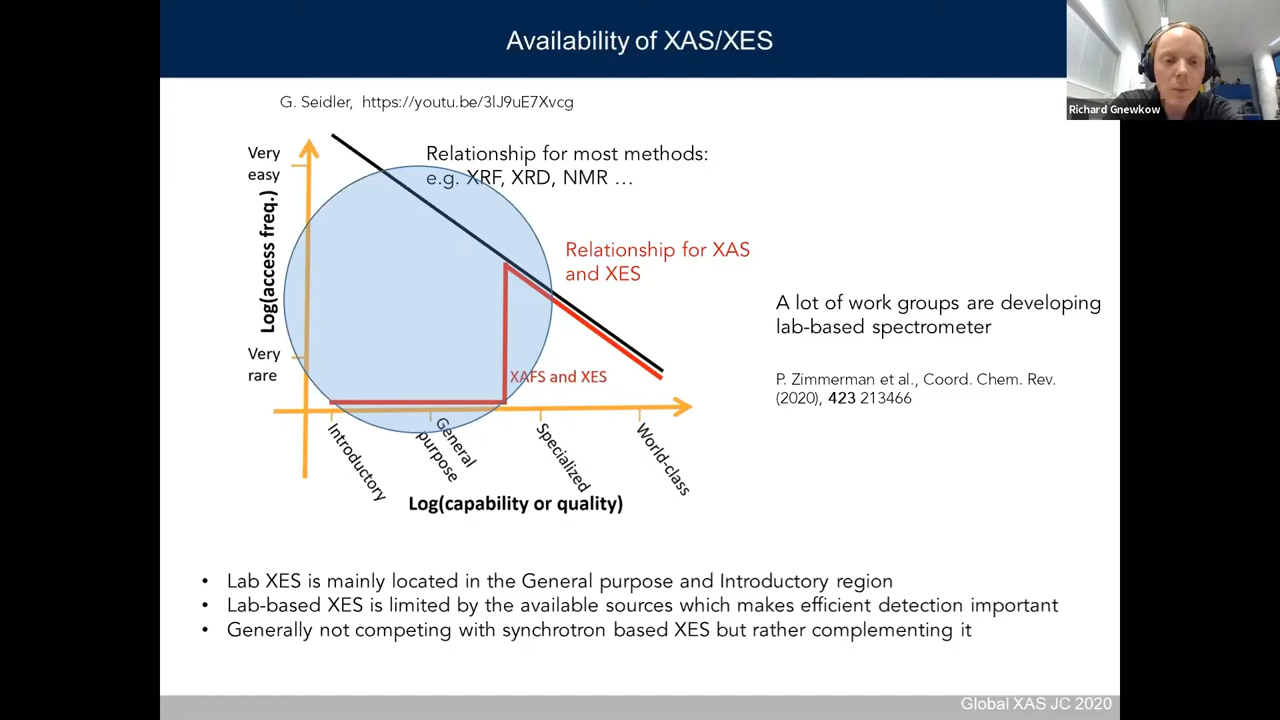 Availability of XAS/XES
Richard Gnewkow
G. Seidler, https://youtu.be/3lJ9uE7Xvcg
Very
easy
Relationship for most methods:
e.g. XRF, XRD, NMR ...
Log(access freq.)
Relationship for XAS
and XES
A lot of work groups are developing
lab-based spectrometer
Very
rare
XAFS and XES
P. Zimmerman et al., Coord. Chem. Rev.
(2020), 423 213466
Introductory
General
purpose
Specialized
World-class
Log(capability or quality)
• Lab XES is mainly located in the General purpose and Introductory region
• Lab-based XES is limited by the available sources which makes efficient detection important
• Generally not competing with synchrotron based XES but rather complementing it
Global XAS JC 2020